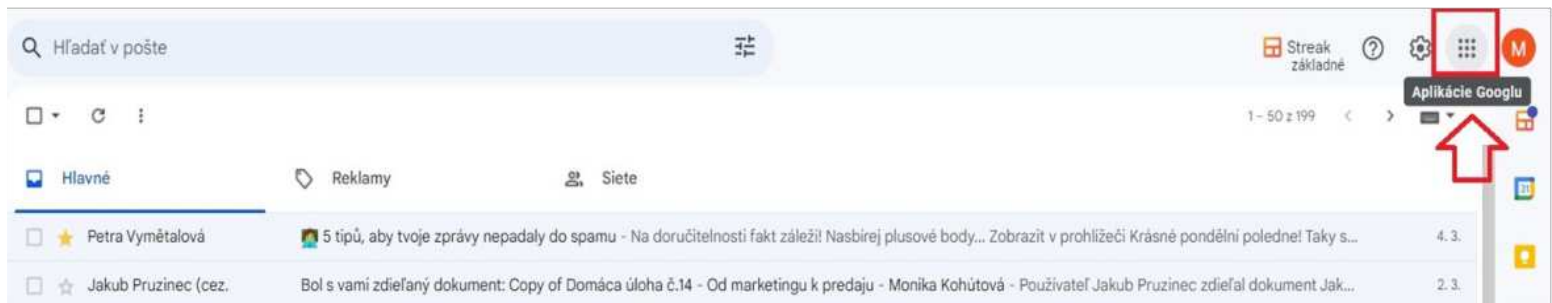 Hľadať v pošte
Streak
základné
M
Aplikácie Googlu
1 – 50 z 199
Hlavné
Reklamy
Siete
21
Petra Vymětalová 5 tipů, aby tvoje zprávy nepadaly do spamu - Na doručitelnosti fakt záleží! Nasbírej plusové body... Zobrazit v prohlížeči Krásné pondělní poledne! Taky s... 4. 3.
Jakub Pruzinec (cez. Bol s vami zdieľaný dokument: Copy of Domáca úloha č.14 - Od marketingu k predaju - Monika Kohútová - Používateľ Jakub Pruzinec zdieľal dokument Jak... 2. 3.